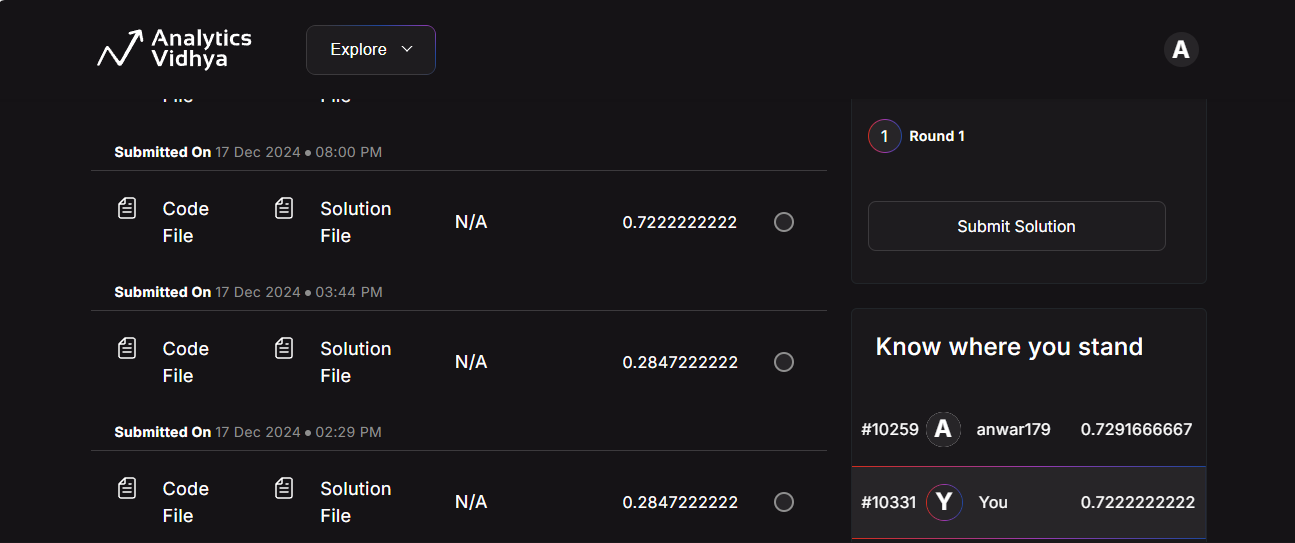 Analytics
Vidhya
Explore
A
File
File
Submitted On 17 Dec 2024 • 08:00 PM
Code
File
Solution
File
N/A
0.7222222222
Submitted On 17 Dec 2024 • 03:44 PM
Code
File
Solution
File
N/A
0.2847222222
Submitted On 17 Dec 2024 • 02:29 PM
Code
File
Solution
File
N/A
0.2847222222
1 Round 1
Submit Solution
Know where you stand
#10259 A anwar179 0.7291666667
#10331 Y You 0.7222222222